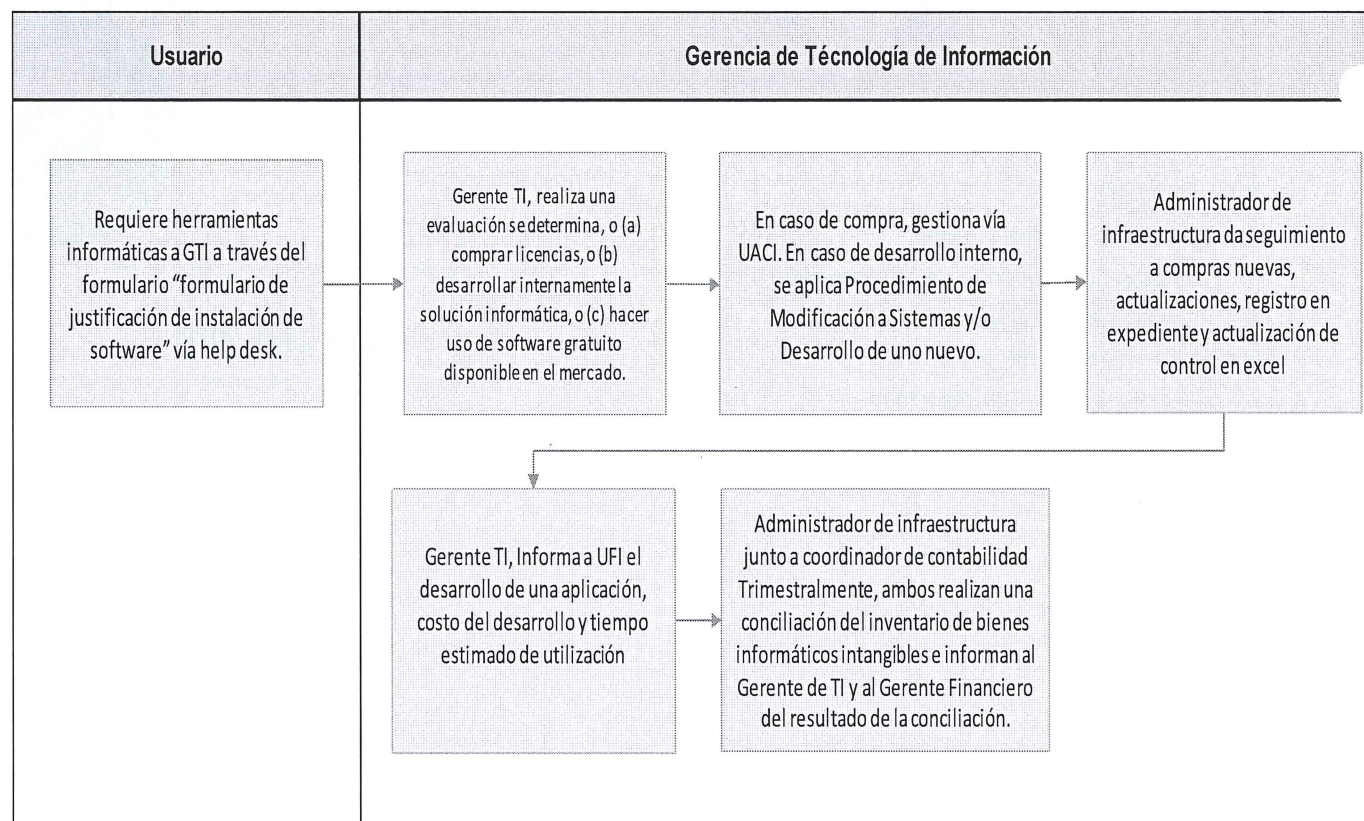 Usuario
Gerencia de Técnología de Información
Requiere herramientas
informáticas a GTI a través del
formulario “formulario de
justificación de instalación de
software” vía help desk.
Gerente TI, realiza una
evaluación se determina, o (a)
comprar licencias, o (b)
desarrollar internamente la
solución informática, o (c) hacer
uso de software gratuito
disponible en el mercado.
En caso de compra, gestiona vía
UACI. En caso de desarrollo interno,
se aplica Procedimiento de
Modificación a Sistemas y/o
Desarrollo de uno nuevo.
Administrador de
infraestructura da seguimiento
a compras nuevas,
actualizaciones, registro en
expediente y actualización de
control en excel
Gerente TI, Informa a UFI el
desarrollo de una aplicación,
costo del desarrollo y tiempo
estimado de utilización
Administrador de infraestructura
junto a coordinador de contabilidad
Trimestralmente, ambos realizan una
conciliación del inventario de bienes
informáticos intangibles e informan al
Gerente de TI y al Gerente Financiero
del resultado de la conciliación.